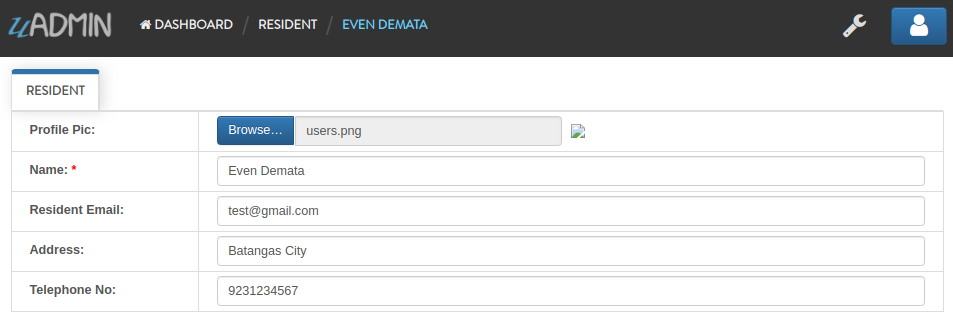 uADMIN DASHBOARD / RESIDENT / EVEN DEMATA
RESIDENT
Profile Pic: Browse... users.png
Name: * Even Demata
Resident Email: test@gmail.com
Address: Batangas City
Telephone No: 9231234567